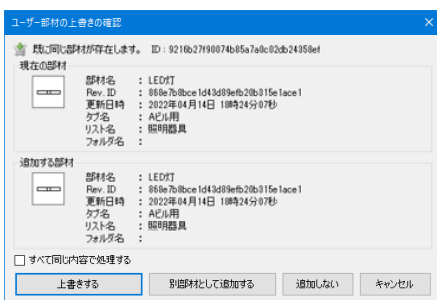 ユーザー部材の上書きの確認
既に同じ部材が存在します。 ID：9216b27f90074b85a7a0c02db24358ef
現在の部材
部材名 ： LED灯
Rev. ID ： 868e7b8bce1d43d89efb20b315e1ace1
更新日時 ： 2022年04月14日 18時24分07秒
タブ名 ： Aビル用
リスト名 ： 照明器具
フォルダ名 ：
追加する部材
部材名 ： LED灯
Rev. ID ： 868e7b8bce1d43d89efb20b315e1ace1
更新日時 ： 2022年04月14日 18時24分07秒
タブ名 ： Aビル用
リスト名 ： 照明器具
フォルダ名 ：
すべて同じ内容で処理する
上書きする 別部材として追加する 追加しない キャンセル